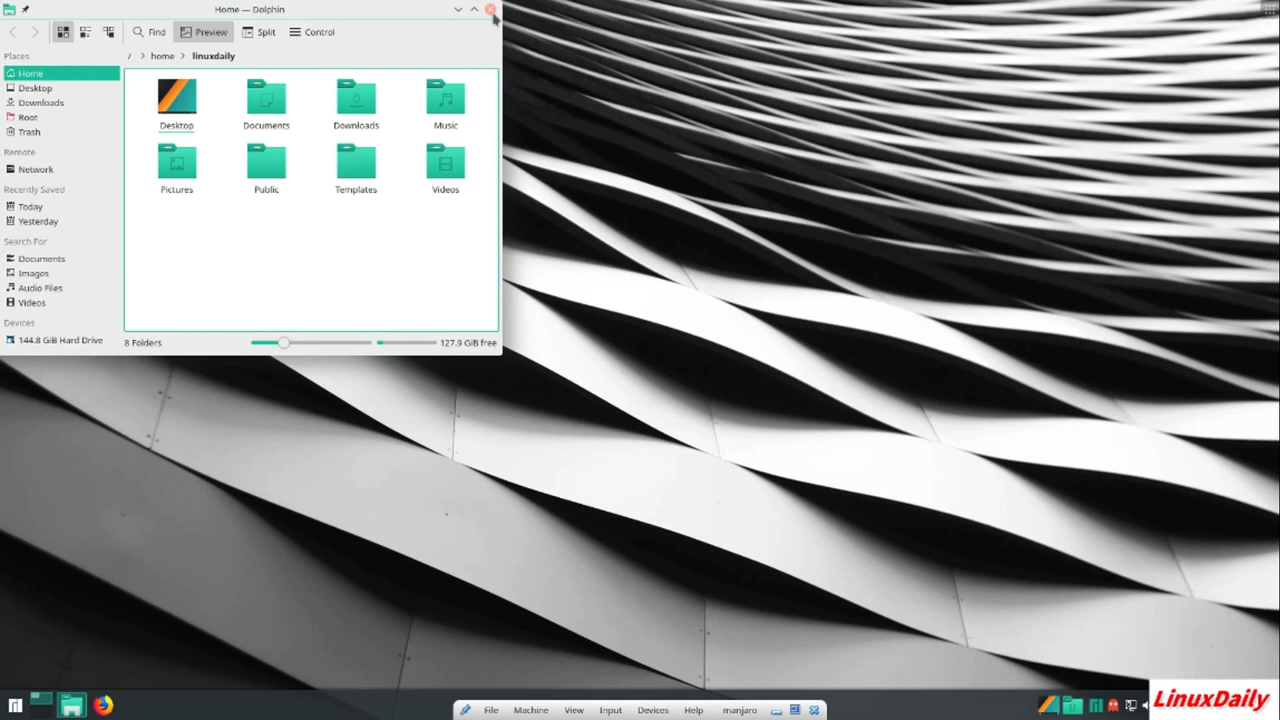 Home — Dolphin
Find
Preview
Split
Control
Places
/ > home > linuxdaily
Home
Desktop
Downloads
Root
Trash
Remote
Network
Recently Saved
Today
Yesterday
Search For
Documents
Images
Audio Files
Videos
Devices
144.8 GiB Hard Drive
Desktop
Documents
Downloads
Music
Pictures
Public
Templates
Videos
8 Folders
127.9 GiB free
File
Machine
View
Input
Devices
Help
manjaro
LinuxDaily